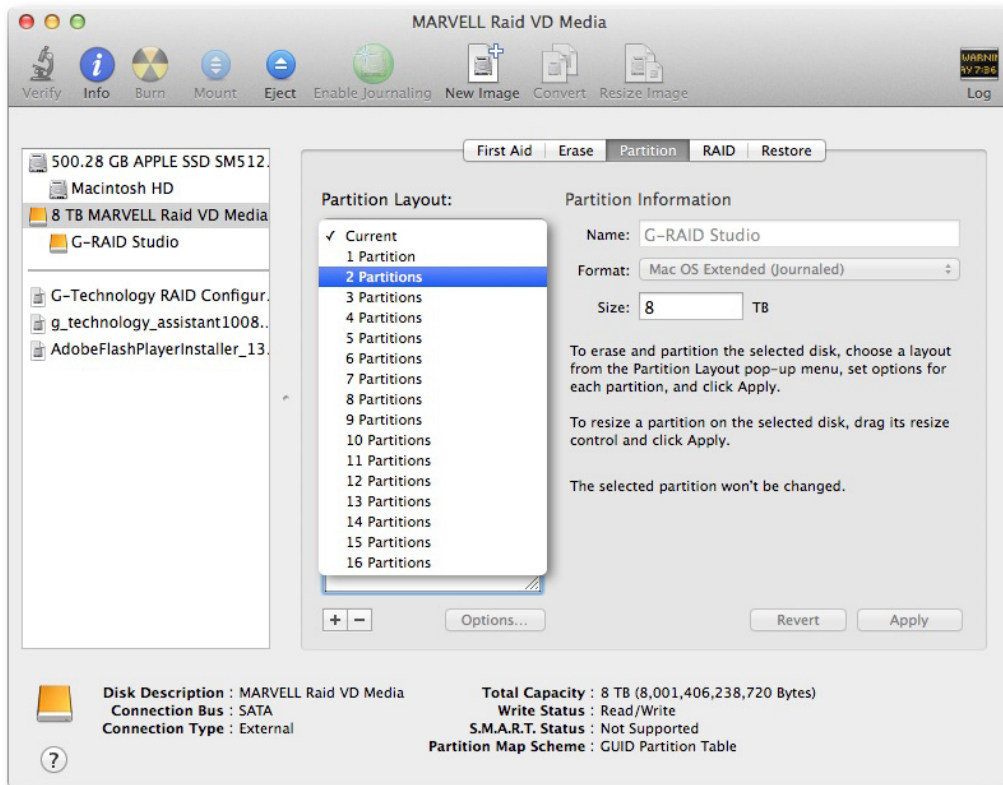 MARVELL Raid VD Media
Verify Info Burn Mount Eject Enable Journaling New Image Convert Resize Image Log
WARNIN
AY 7:36
500.28 GB APPLE SSD SM512.
Macintosh HD
8 TB MARVELL Raid VD Media
G-RAID Studio
G-Technology RAID Configur.
g_technology_assistant1008..
AdobeFlashPlayerInstaller_13.
First Aid Erase Partition RAID Restore
Partition Layout:
✓ Current
1 Partition
2 Partitions
3 Partitions
4 Partitions
5 Partitions
6 Partitions
7 Partitions
8 Partitions
9 Partitions
10 Partitions
11 Partitions
12 Partitions
13 Partitions
14 Partitions
15 Partitions
16 Partitions
+ − Options...
Partition Information
Name: G-RAID Studio
Format: Mac OS Extended (Journaled)
Size: 8 TB
To erase and partition the selected disk, choose a layout
from the Partition Layout pop-up menu, set options for
each partition, and click Apply.
To resize a partition on the selected disk, drag its resize
control and click Apply.
The selected partition won't be changed.
Revert Apply
Disk Description : MARVELL Raid VD Media
Connection Bus : SATA
Connection Type : External
Total Capacity : 8 TB (8,001,406,238,720 Bytes)
Write Status : Read/Write
S.M.A.R.T. Status : Not Supported
Partition Map Scheme : GUID Partition Table
?